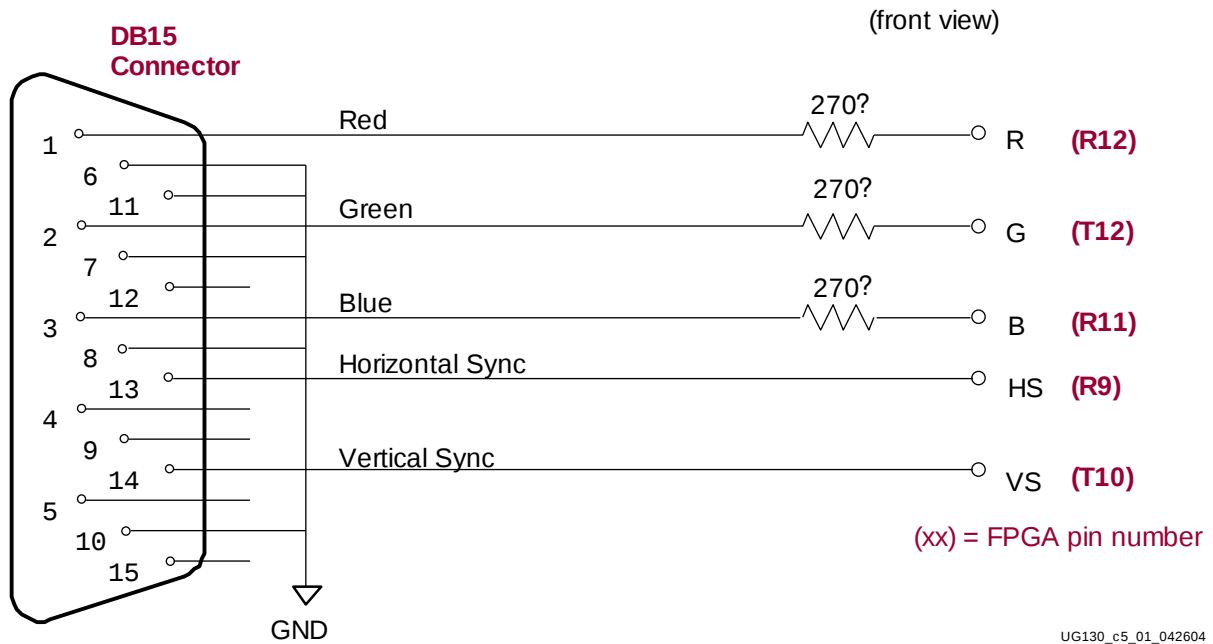 (front view)
DB15
Connector
270?
Red
1
R (R12)
6
270?
11
Green
2
G (T12)
7
12
270?
Blue
3
B (R11)
8
Horizontal Sync
13
HS (R9)
4
9
Vertical Sync
14
VS (T10)
5
10
(xx) = FPGA pin number
15
GND
UG130_c5_01_042604